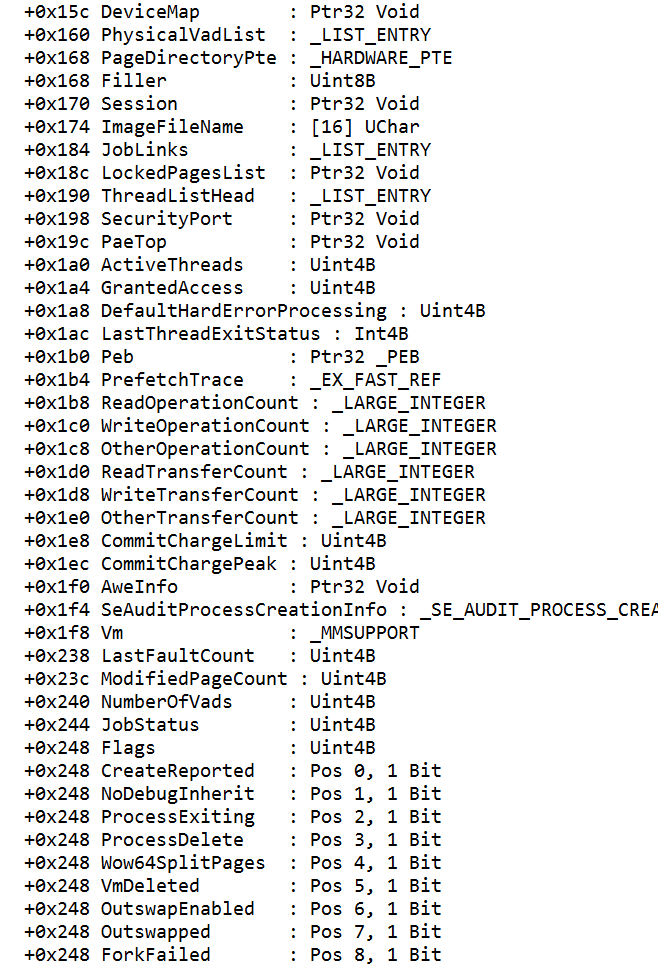 +0x15c DeviceMap        : Ptr32 Void
+0x160 PhysicalVadList  : _LIST_ENTRY
+0x168 PageDirectoryPte : _HARDWARE_PTE
+0x168 Filler           : Uint8B
+0x170 Session          : Ptr32 Void
+0x174 ImageFileName    : [16] UChar
+0x184 JobLinks         : _LIST_ENTRY
+0x18c LockedPagesList  : Ptr32 Void
+0x190 ThreadListHead   : _LIST_ENTRY
+0x198 SecurityPort     : Ptr32 Void
+0x19c PaeTop           : Ptr32 Void
+0x1a0 ActiveThreads    : Uint4B
+0x1a4 GrantedAccess    : Uint4B
+0x1a8 DefaultHardErrorProcessing : Uint4B
+0x1ac LastThreadExitStatus : Int4B
+0x1b0 Peb              : Ptr32 _PEB
+0x1b4 PrefetchTrace    : _EX_FAST_REF
+0x1b8 ReadOperationCount : _LARGE_INTEGER
+0x1c0 WriteOperationCount : _LARGE_INTEGER
+0x1c8 OtherOperationCount : _LARGE_INTEGER
+0x1d0 ReadTransferCount : _LARGE_INTEGER
+0x1d8 WriteTransferCount : _LARGE_INTEGER
+0x1e0 OtherTransferCount : _LARGE_INTEGER
+0x1e8 CommitChargeLimit : Uint4B
+0x1ec CommitChargePeak : Uint4B
+0x1f0 AweInfo          : Ptr32 Void
+0x1f4 SeAuditProcessCreationInfo : _SE_AUDIT_PROCESS_CREA
+0x1f8 Vm               : _MMSUPPORT
+0x238 LastFaultCount   : Uint4B
+0x23c ModifiedPageCount : Uint4B
+0x240 NumberOfVads     : Uint4B
+0x244 JobStatus        : Uint4B
+0x248 Flags            : Uint4B
+0x248 CreateReported   : Pos 0, 1 Bit
+0x248 NoDebugInherit   : Pos 1, 1 Bit
+0x248 ProcessExiting   : Pos 2, 1 Bit
+0x248 ProcessDelete    : Pos 3, 1 Bit
+0x248 Wow64SplitPages  : Pos 4, 1 Bit
+0x248 VmDeleted        : Pos 5, 1 Bit
+0x248 OutswapEnabled   : Pos 6, 1 Bit
+0x248 Outswapped       : Pos 7, 1 Bit
+0x248 ForkFailed       : Pos 8, 1 Bit